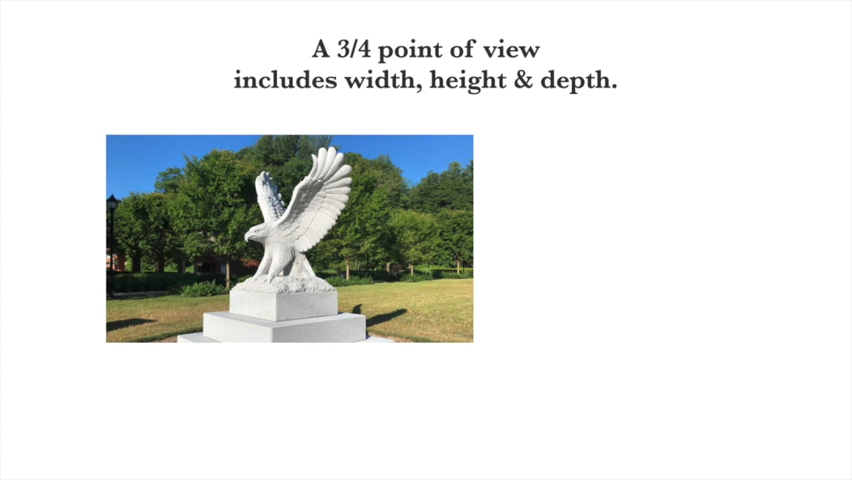 A 3/4 point of view
includes width, height & depth.